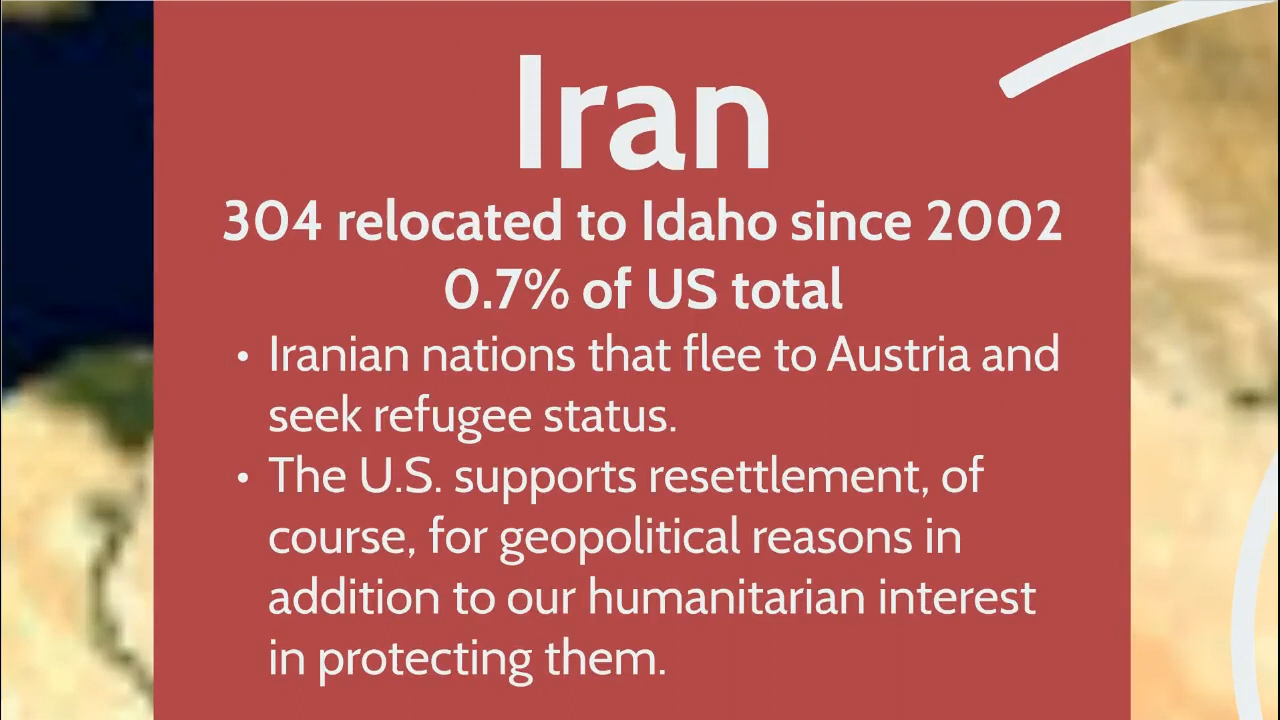 Iran
304 relocated to Idaho since 2002
0.7% of US total
• Iranian nations that flee to Austria and
seek refugee status.
• The U.S. supports resettlement, of
course, for geopolitical reasons in
addition to our humanitarian interest
in protecting them.